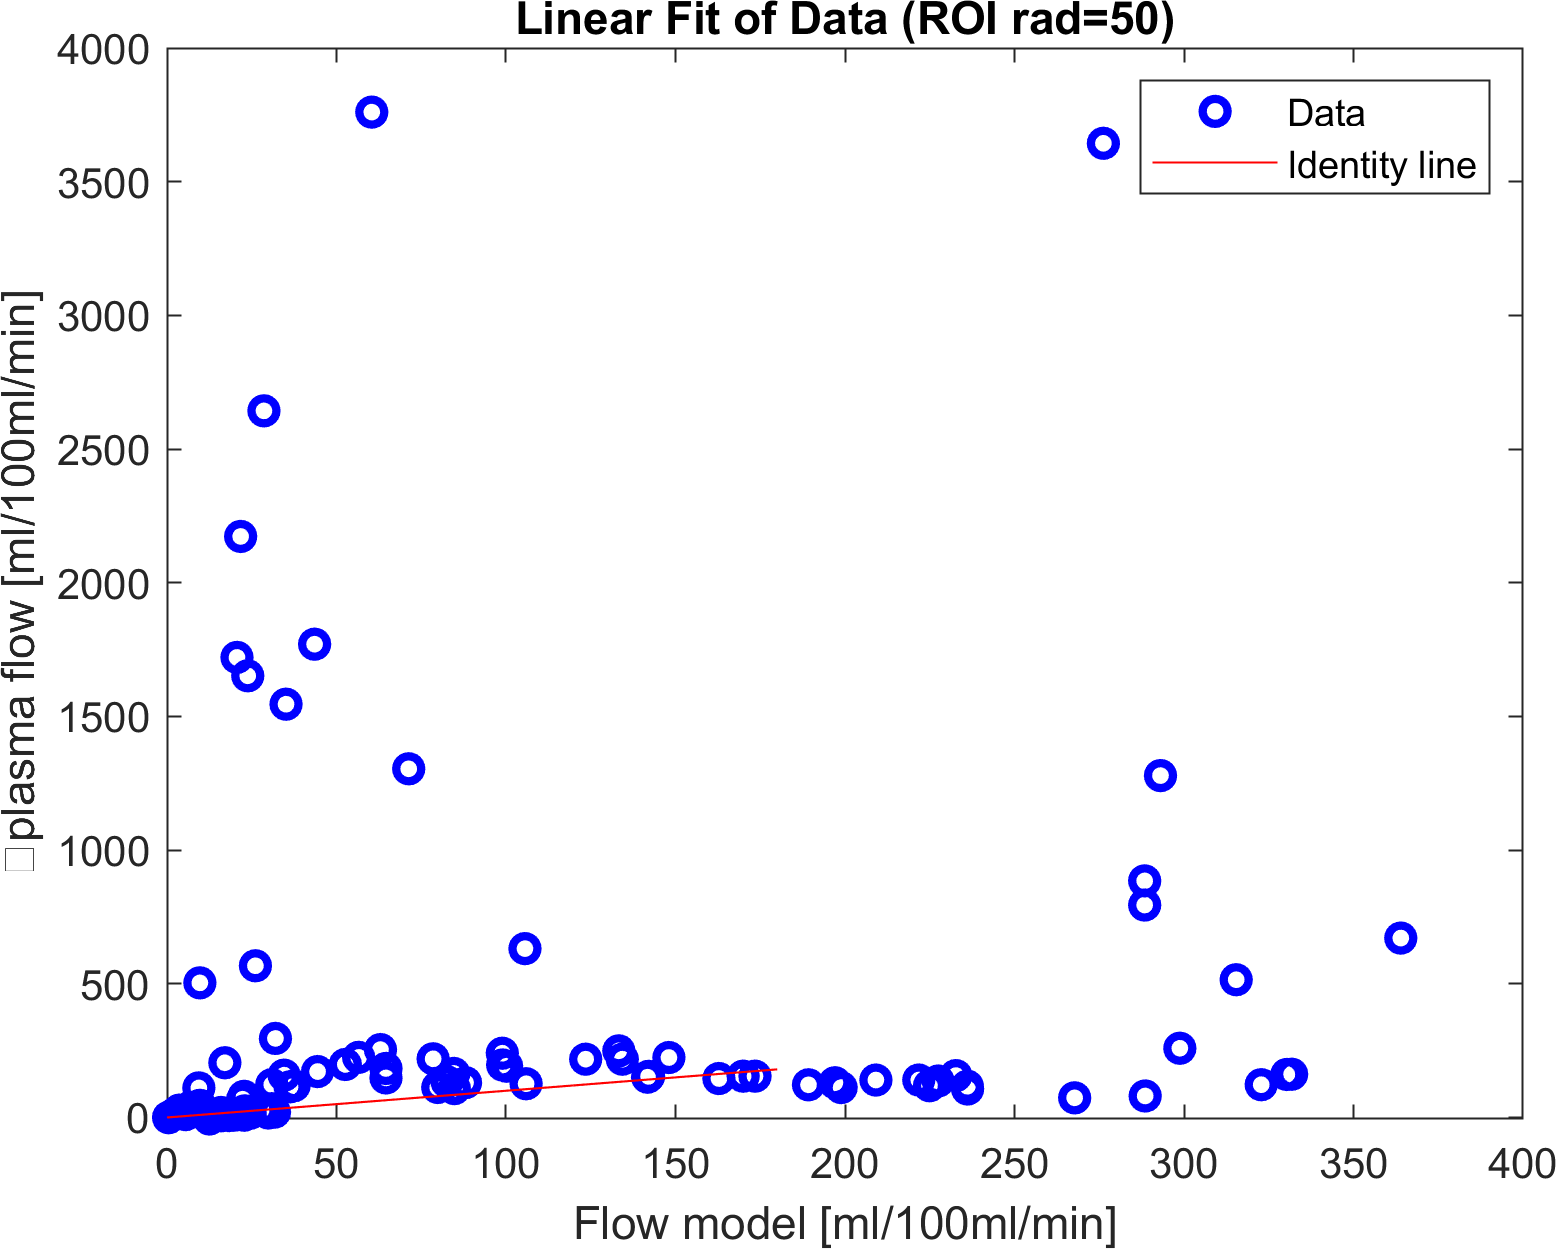 Linear Fit of Data (ROI rad=50)
Data
Identity line
4000
3500
3000
2500
2000
1500
1000
500
0
□plasma flow [ml/100ml/min]
0 50 100 150 200 250 300 350 400
Flow model [ml/100ml/min]